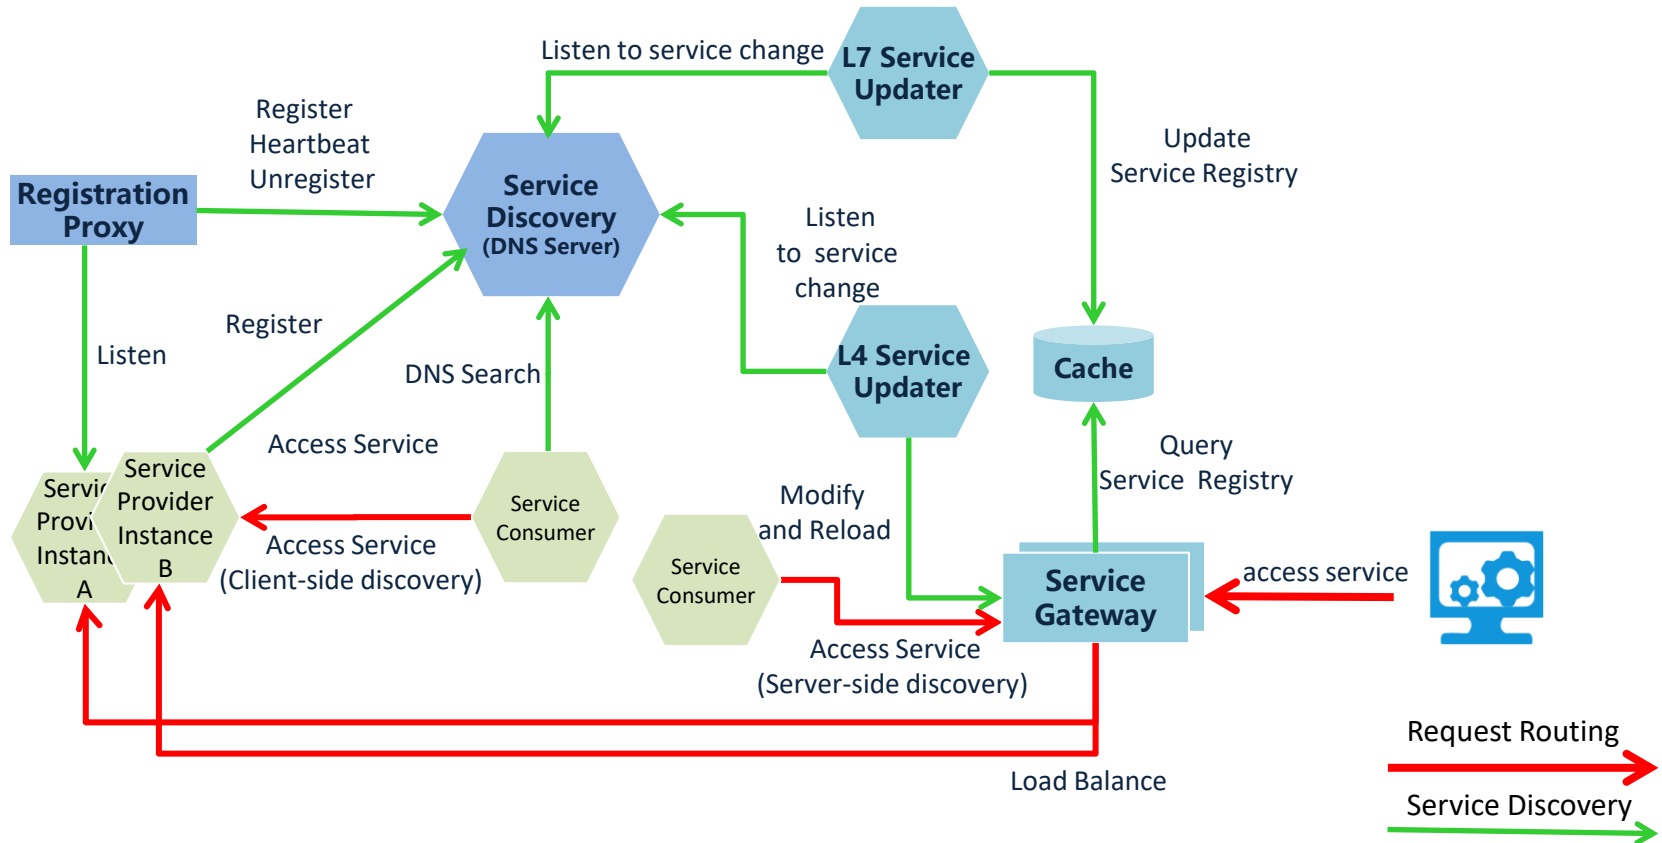 Listen to service change
L7 Service
Updater
Register
Heartbeat
Unregister
Update
Service Registry
Registration
Proxy
Service
Discovery
(DNS Server)
Listen
to service
change
Register
Listen
DNS Search
L4 Service
Updater
Cache
Access Service
Query
Service Registry
Service
Provider
Instance
B
Servic
Provi
Instan
A
Service
Consumer
Access Service
(Client-side discovery)
Modify
and Reload
Service
Consumer
Service
Gateway
access service
Access Service
(Server-side discovery)
Load Balance
Request Routing
Service Discovery